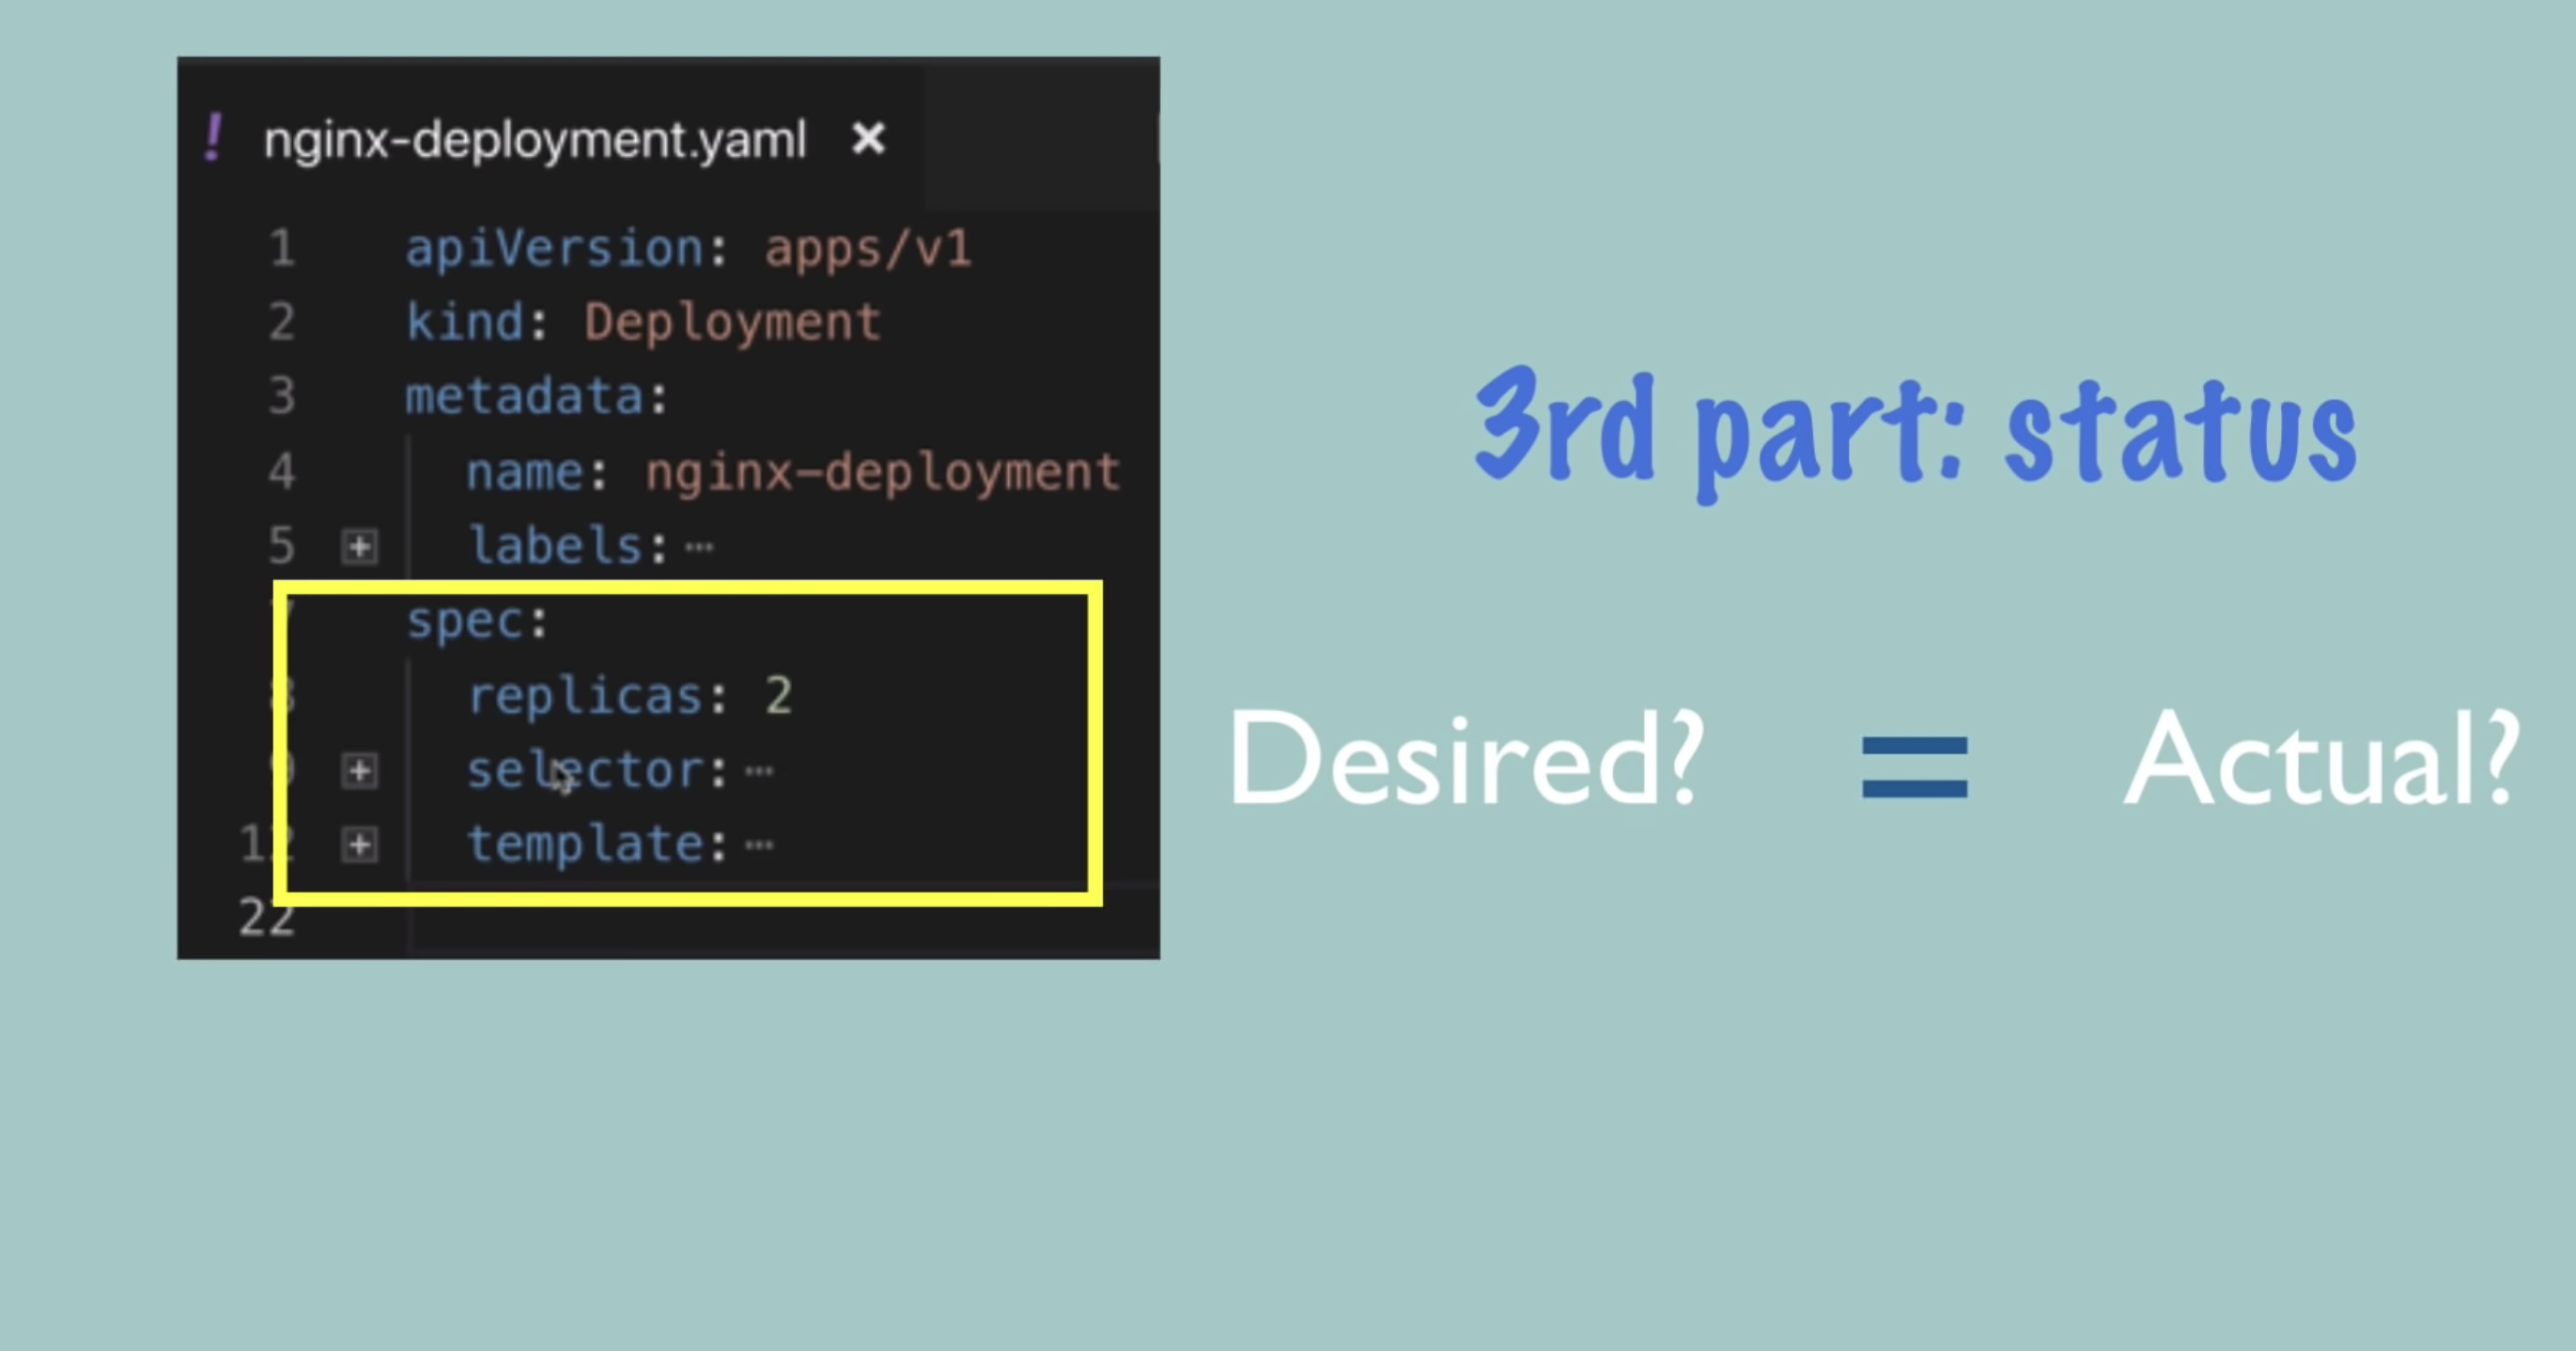 ! nginx-deployment.yaml ×
1 apiVersion: apps/v1
2 kind: Deployment
3 metadata:
4 name: nginx-deployment
5 + labels: ...
7 spec:
8 replicas: 2
9 + selector: ...
12 + template: ...
22
3rd part: status
Desired? = Actual?